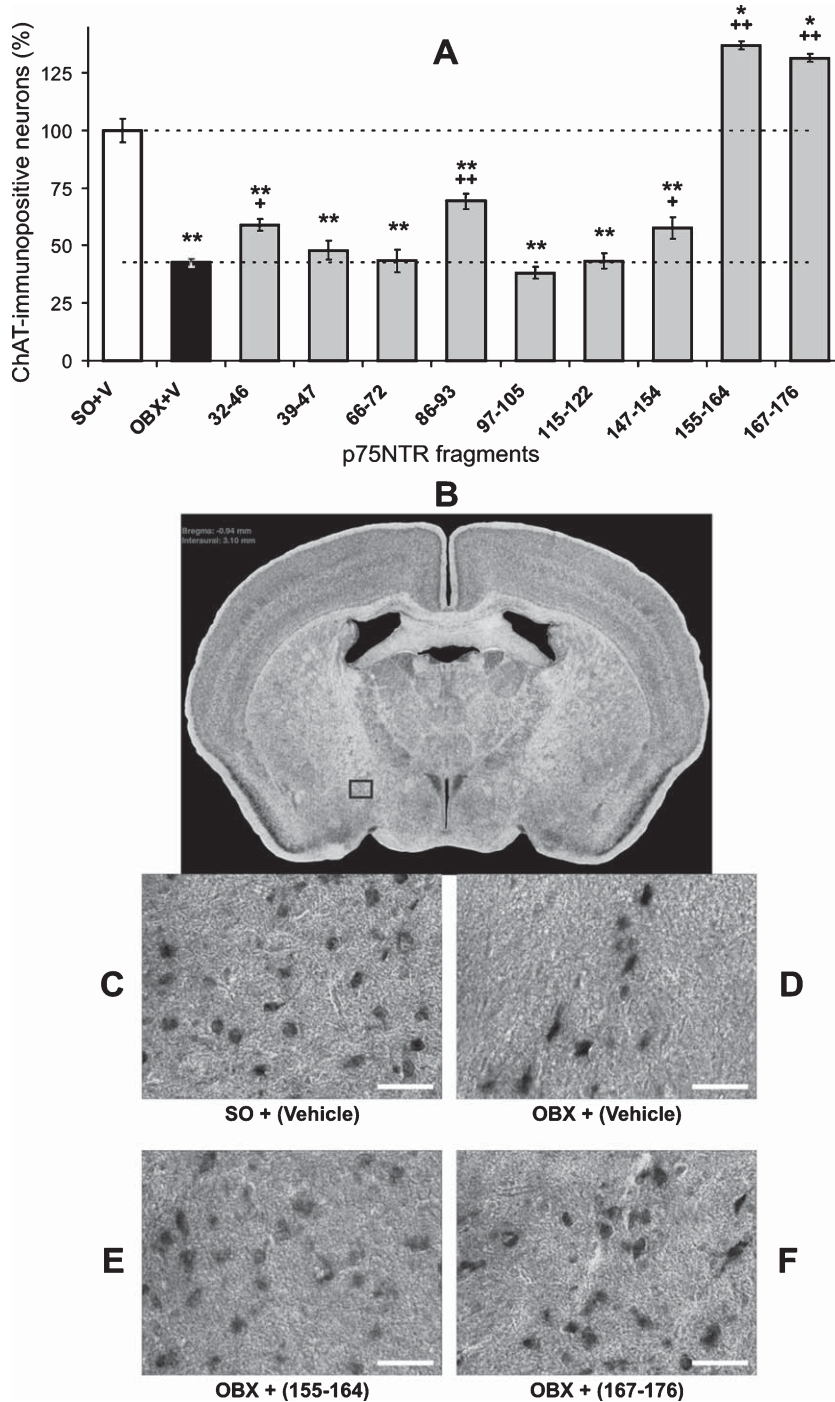 A
ChAT-immunopositive neurons (%)
125
100
75
50
25
0
**
**
+
**
**
**
++
**
**
**
+
*
++
*
++
SO+V
OBX+V
32-46
39-47
66-72
86-93
97-105
115-122
147-154
155-164
167-176
p75NTR fragments
B
Bregma: -0.94 mm
Interaural: 3.10 mm
C
D
SO + (Vehicle)
OBX + (Vehicle)
E
F
OBX + (155-164)
OBX + (167-176)